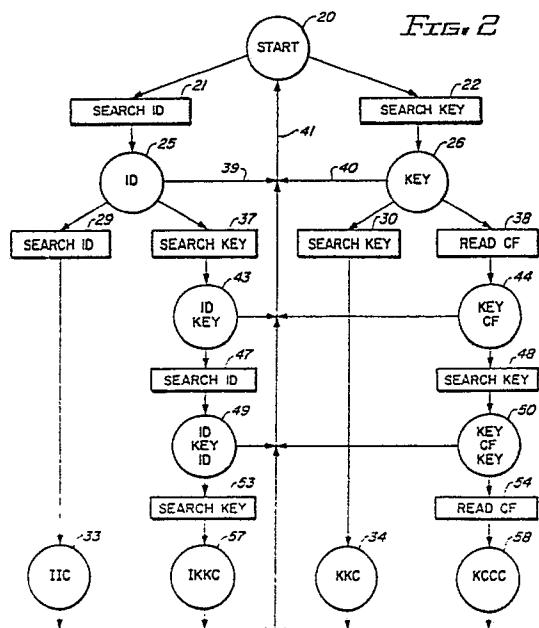 20
FIG. 2
START
21
22
SEARCH ID
SEARCH KEY
41
25
26
ID
39
40
KEY
29
37
30
38
SEARCH ID
SEARCH KEY
SEARCH KEY
READ CF
43
44
ID
KEY
KEY
CF
47
48
SEARCH ID
SEARCH KEY
49
50
ID
KEY
ID
KEY
CF
KEY
53
54
SEARCH KEY
READ CF
33
57
34
58
IIC
IKKC
KKC
KCCC